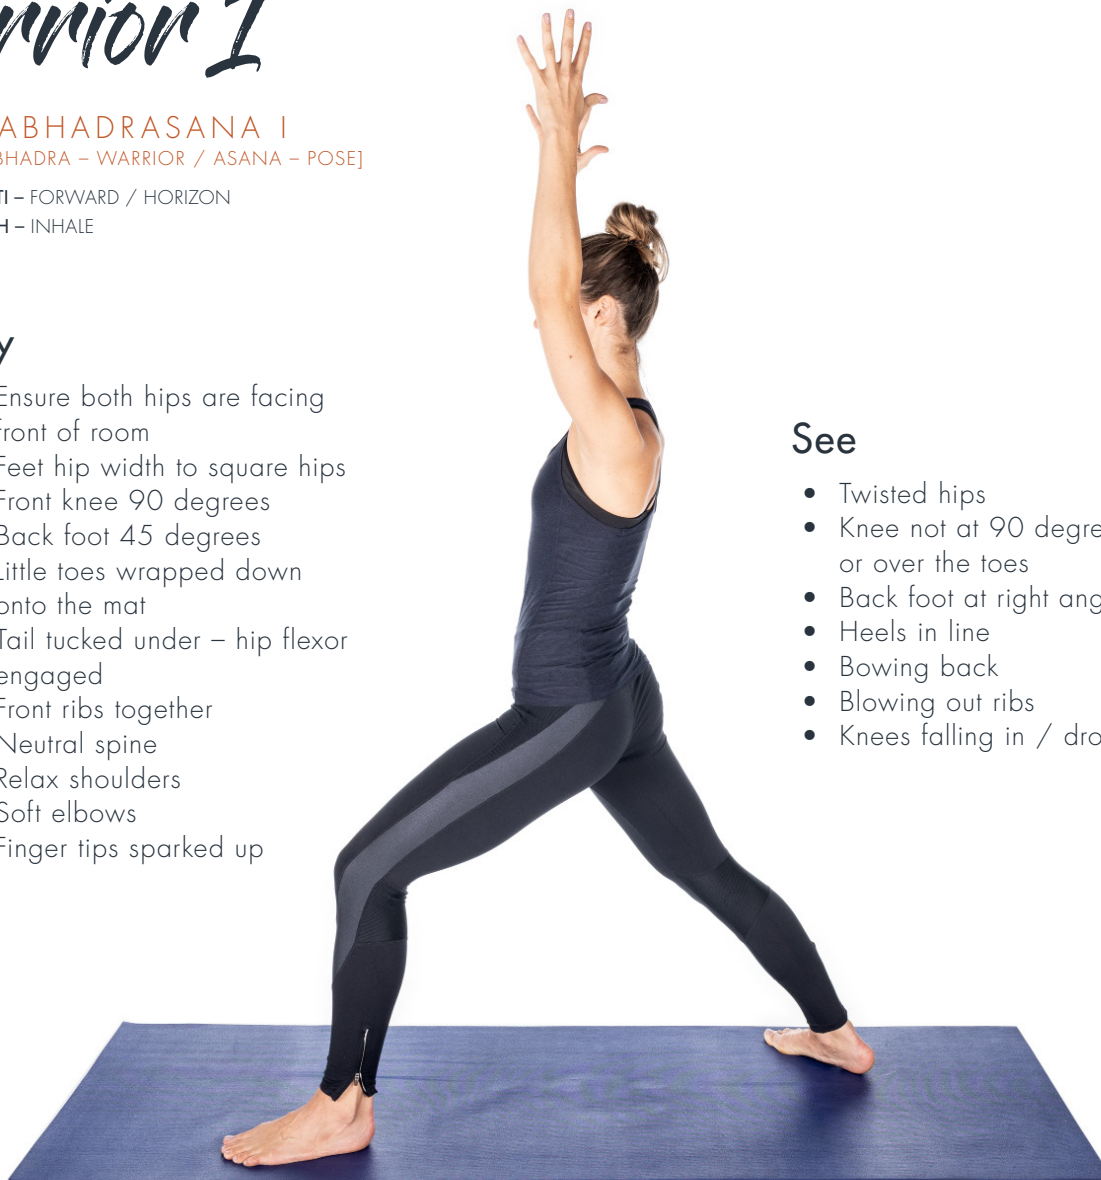 rrior I
ABHADRASANA I
BHADRA – WARRIOR / ASANA – POSE]
TI – FORWARD / HORIZON
H – INHALE
y
Ensure both hips are facing
front of room
Feet hip width to square hips
Front knee 90 degrees
Back foot 45 degrees
Little toes wrapped down
onto the mat
Tail tucked under – hip flexor
engaged
Front ribs together
Neutral spine
Relax shoulders
Soft elbows
Finger tips sparked up
See
• Twisted hips
• Knee not at 90 degre
or over the toes
• Back foot at right ang
• Heels in line
• Bowing back
• Blowing out ribs
• Knees falling in / dro